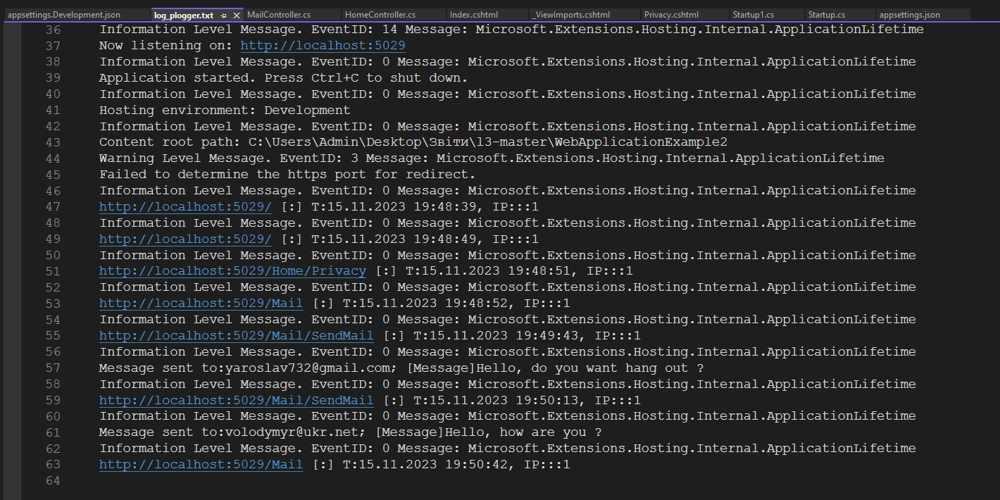 appsettings.Development.json log_plogger.txt MailController.cs HomeController.cs Index.cshtml _ViewImports.cshtml Privacy.cshtml Startup1.cs Startup.cs appsettings.json
36 Information Level Message. EventID: 14 Message: Microsoft.Extensions.Hosting.Internal.ApplicationLifetime
37 Now listening on: http://localhost:5029
38 Information Level Message. EventID: 0 Message: Microsoft.Extensions.Hosting.Internal.ApplicationLifetime
39 Application started. Press Ctrl+C to shut down.
40 Information Level Message. EventID: 0 Message: Microsoft.Extensions.Hosting.Internal.ApplicationLifetime
41 Hosting environment: Development
42 Information Level Message. EventID: 0 Message: Microsoft.Extensions.Hosting.Internal.ApplicationLifetime
43 Content root path: C:\Users\Admin\Desktop\Звіти\l3-master\WebApplicationExample2
44 Warning Level Message. EventID: 3 Message: Microsoft.Extensions.Hosting.Internal.ApplicationLifetime
45 Failed to determine the https port for redirect.
46 Information Level Message. EventID: 0 Message: Microsoft.Extensions.Hosting.Internal.ApplicationLifetime
47 http://localhost:5029/ [:] T:15.11.2023 19:48:39, IP:::1
48 Information Level Message. EventID: 0 Message: Microsoft.Extensions.Hosting.Internal.ApplicationLifetime
49 http://localhost:5029/ [:] T:15.11.2023 19:48:49, IP:::1
50 Information Level Message. EventID: 0 Message: Microsoft.Extensions.Hosting.Internal.ApplicationLifetime
51 http://localhost:5029/Home/Privacy [:] T:15.11.2023 19:48:51, IP:::1
52 Information Level Message. EventID: 0 Message: Microsoft.Extensions.Hosting.Internal.ApplicationLifetime
53 http://localhost:5029/Mail [:] T:15.11.2023 19:48:52, IP:::1
54 Information Level Message. EventID: 0 Message: Microsoft.Extensions.Hosting.Internal.ApplicationLifetime
55 http://localhost:5029/Mail/SendMail [:] T:15.11.2023 19:49:43, IP:::1
56 Information Level Message. EventID: 0 Message: Microsoft.Extensions.Hosting.Internal.ApplicationLifetime
57 Message sent to:yaroslav732@gmail.com; [Message]Hello, do you want hang out ?
58 Information Level Message. EventID: 0 Message: Microsoft.Extensions.Hosting.Internal.ApplicationLifetime
59 http://localhost:5029/Mail/SendMail [:] T:15.11.2023 19:50:13, IP:::1
60 Information Level Message. EventID: 0 Message: Microsoft.Extensions.Hosting.Internal.ApplicationLifetime
61 Message sent to:volodymyr@ukr.net; [Message]Hello, how are you ?
62 Information Level Message. EventID: 0 Message: Microsoft.Extensions.Hosting.Internal.ApplicationLifetime
63 http://localhost:5029/Mail [:] T:15.11.2023 19:50:42, IP:::1
64